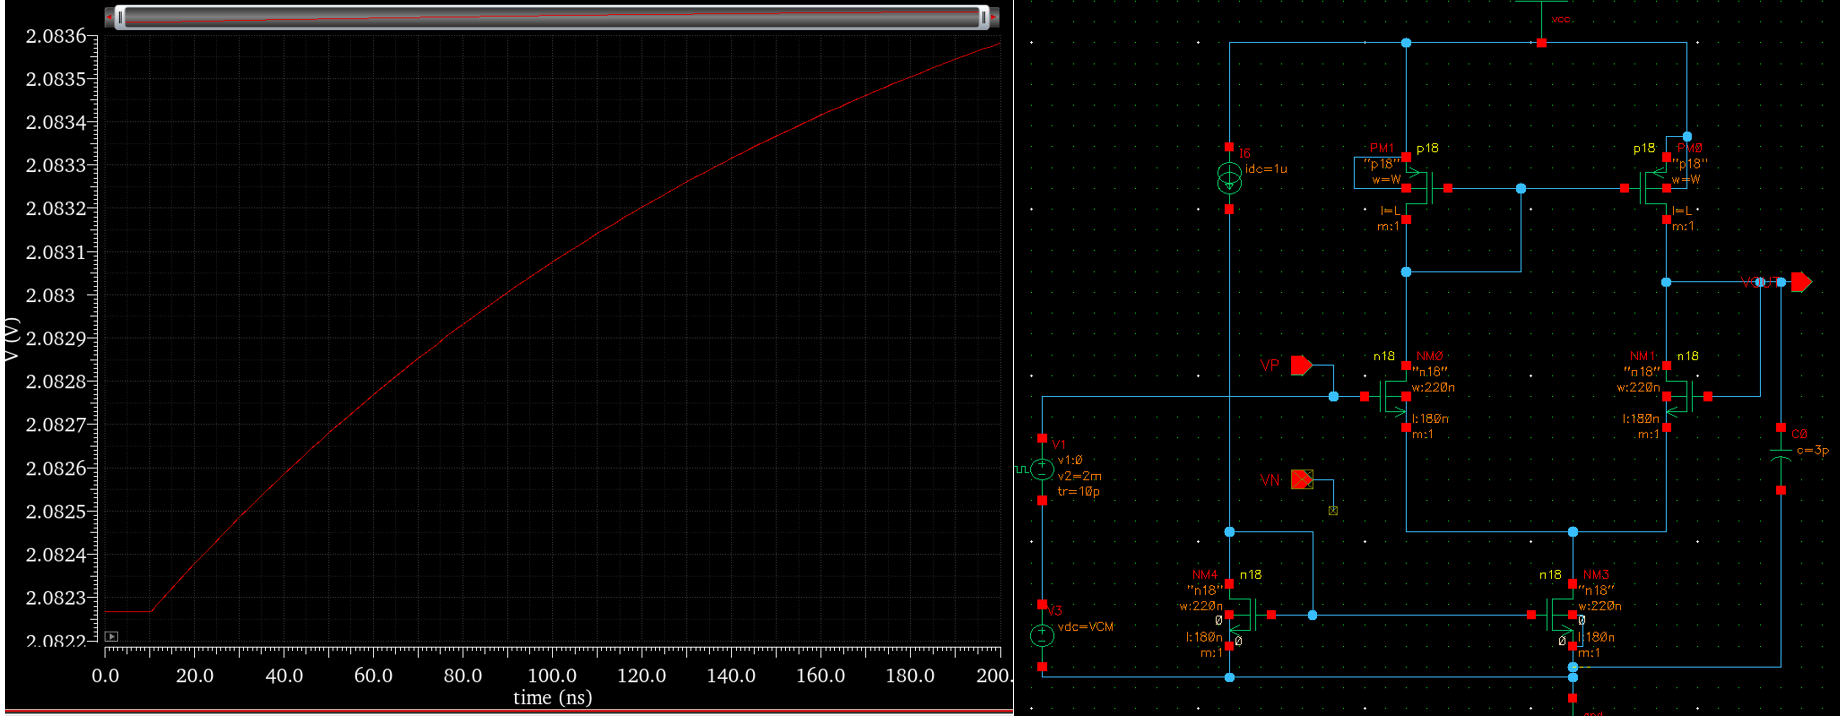 2.0836
2.0835
2.0834
2.0833
2.0832
2.0831
2.083
2.0829
2.0828
2.0827
2.0826
2.0825
2.0824
2.0823
2.0822
V (V)
0.0 20.0 40.0 60.0 80.0 100.0 120.0 140.0 160.0 180.0 200.
time (ns)
vcc
I6
idc=1u
PM1 p18
"p18"
w=W
l=L
m:1
p18 PM0
"p18"
w=W
l=L
m:1
VOUT
VP
n18 NM0
"n18"
w:220n
l:180n
m:1
NM1 n18
"n18"
w:220n
l:180n
m:1
V1
v1:0
v2=2m
tr=10p
VN
C0
c=3p
NM4 n18
"n18"
w:220n
0
0
l:180n
m:1
n18 NM3
"n18"
w:220n
0
0
l:180n
m:1
V3
vdc=VCM
gnd